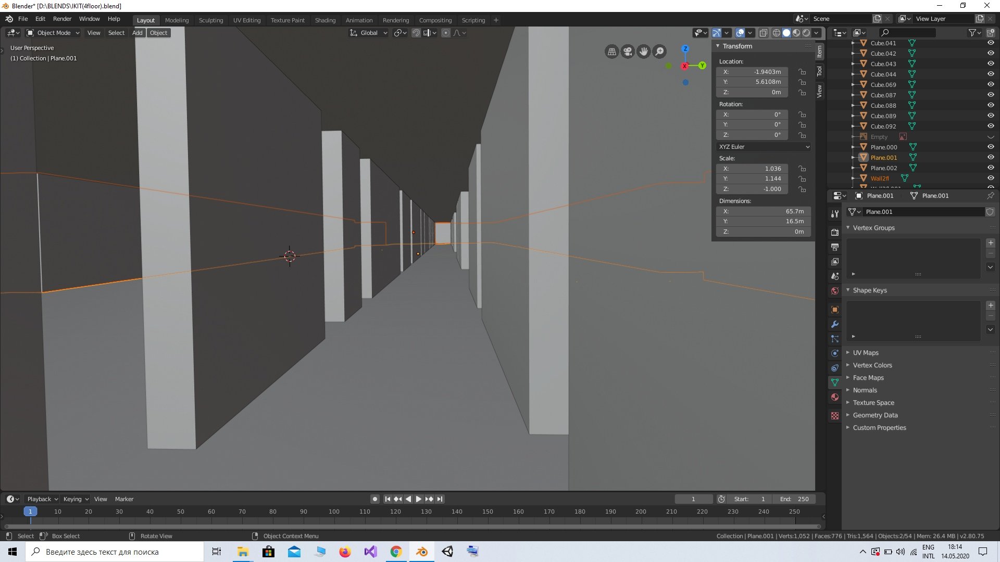 Blender* [D:\BLENDS\IKIT(4floor).blend]
File Edit Render Window Help Layout Modeling Sculpting UV Editing Texture Paint Shading Animation Rendering Compositing Scripting + Scene View Layer
Object Mode View Select Add Object Global
User Perspective
(1) Collection | Plane.001
Z
X
Y
Transform
Location:
X: -1.9403m
Y: 5.6108m
Z: 0m
Rotation:
X: 0°
Y: 0°
Z: 0°
XYZ Euler
Scale:
X: 1.036
Y: 1.144
Z: -1.000
Dimensions:
X: 65.7m
Y: 16.5m
Z: 0m
Item
Tool
View
Cube.041
Cube.042
Cube.043
Cube.044
Cube.069
Cube.087
Cube.088
Cube.089
Cube.092
Empty
Plane.000
Plane.001
Plane.002
Wall2fl
Plane.001 Plane.001
Plane.001
Vertex Groups
Shape Keys
UV Maps
Vertex Colors
Face Maps
Normals
Texture Space
Geometry Data
Custom Properties
Playback Keying View Marker 1 Start: 1 End: 250
1 10 20 30 40 50 60 70 80 90 100 110 120 130 140 150 160 170 180 190 200 210 220 230 240 250
Select Box Select Rotate View Object Context Menu Collection | Plane.001 | Verts:1,052 | Faces:776 | Tris:1,564 | Objects:2/54 | Mem: 26.4 MB | v2.80.75
Введите здесь текст для поиска
ENG
INTL
18:14
14.05.2020